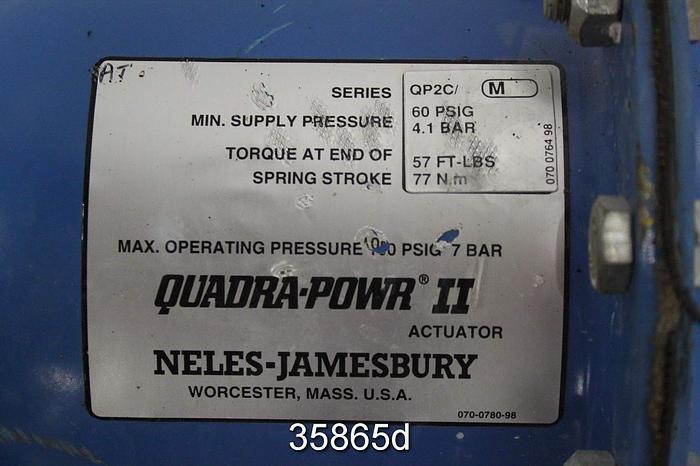 AT.
SERIES QP2C/ M
MIN. SUPPLY PRESSURE 60 PSIG
4.1 BAR
TORQUE AT END OF 57 FT-LBS
SPRING STROKE 77 N.m
070 0764 98
MAX. OPERATING PRESSURE 100 PSIG 7 BAR
QUADRA-POWR® II
ACTUATOR
NELES-JAMESBURY
WORCESTER, MASS. U.S.A.
070-0780-98
35865d